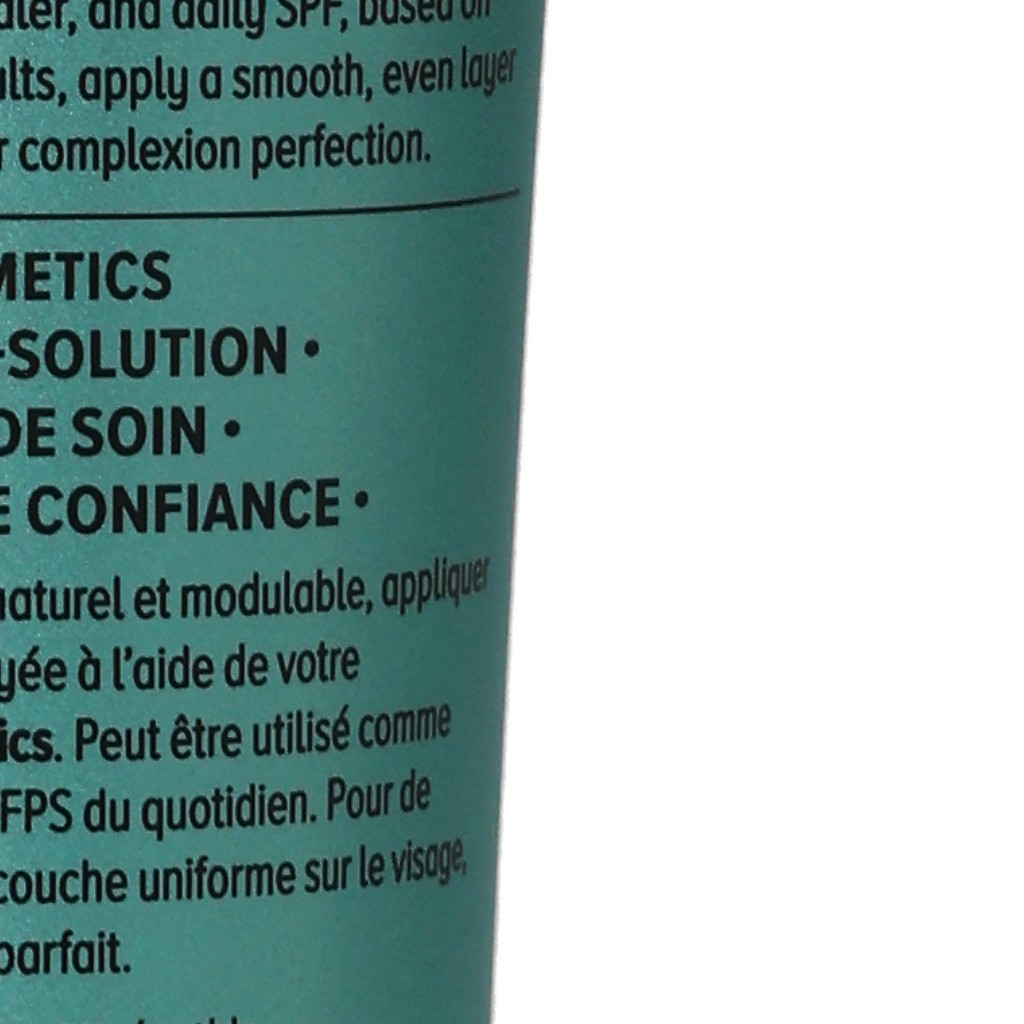 and daily SPF, based on
apply a smooth, even layer
complexion perfection.
METICS
-SOLUTION •
DE SOIN •
E CONFIANCE •
naturel et modulable, appliquer
yée à l'aide de votre
ics. Peut être utilisé comme
FPS du quotidien. Pour de
couche uniforme sur le visage,
parfait.